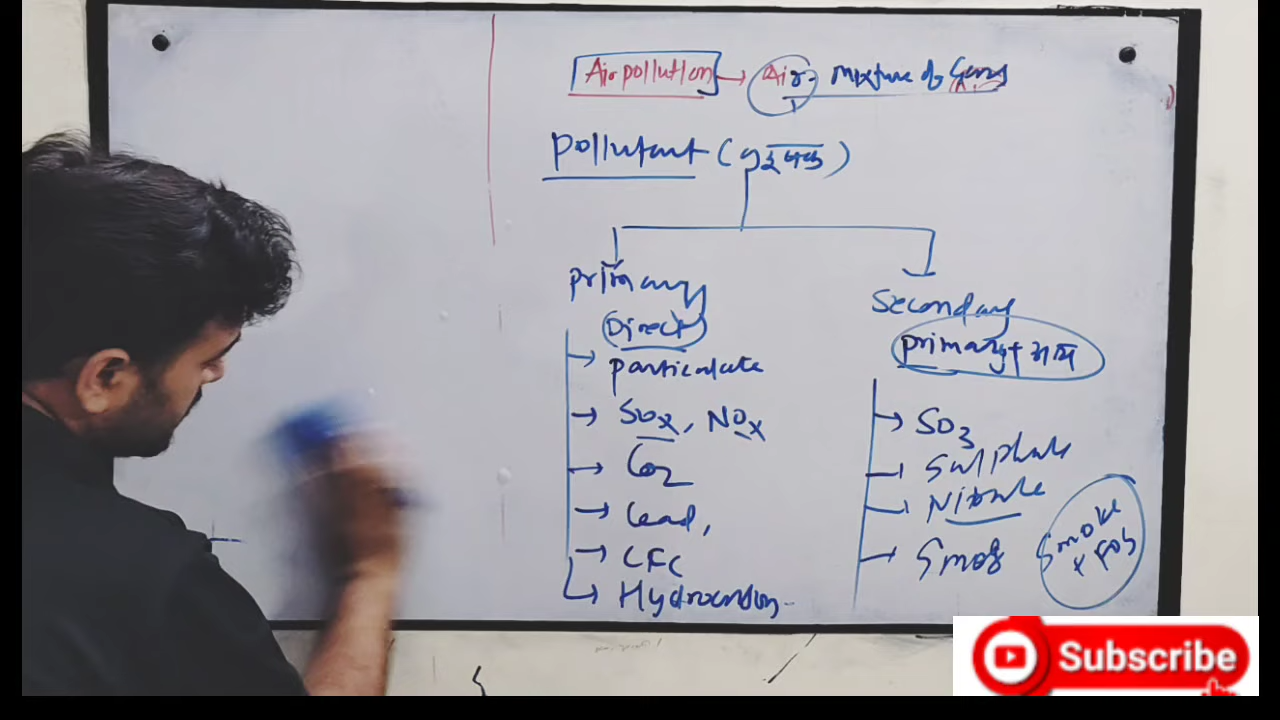 Air pollution → Air - mixture of Gases
Pollutant (प्रदूषक)
Primary
Direct
Particulate
SOx, NOx
CO2
Lead,
CFC
Hydrocarbon
Secondary
Primary + अन्य
SO3
Sulphate
Nitrate
Smog
Smoke
+ Fog
Subscribe